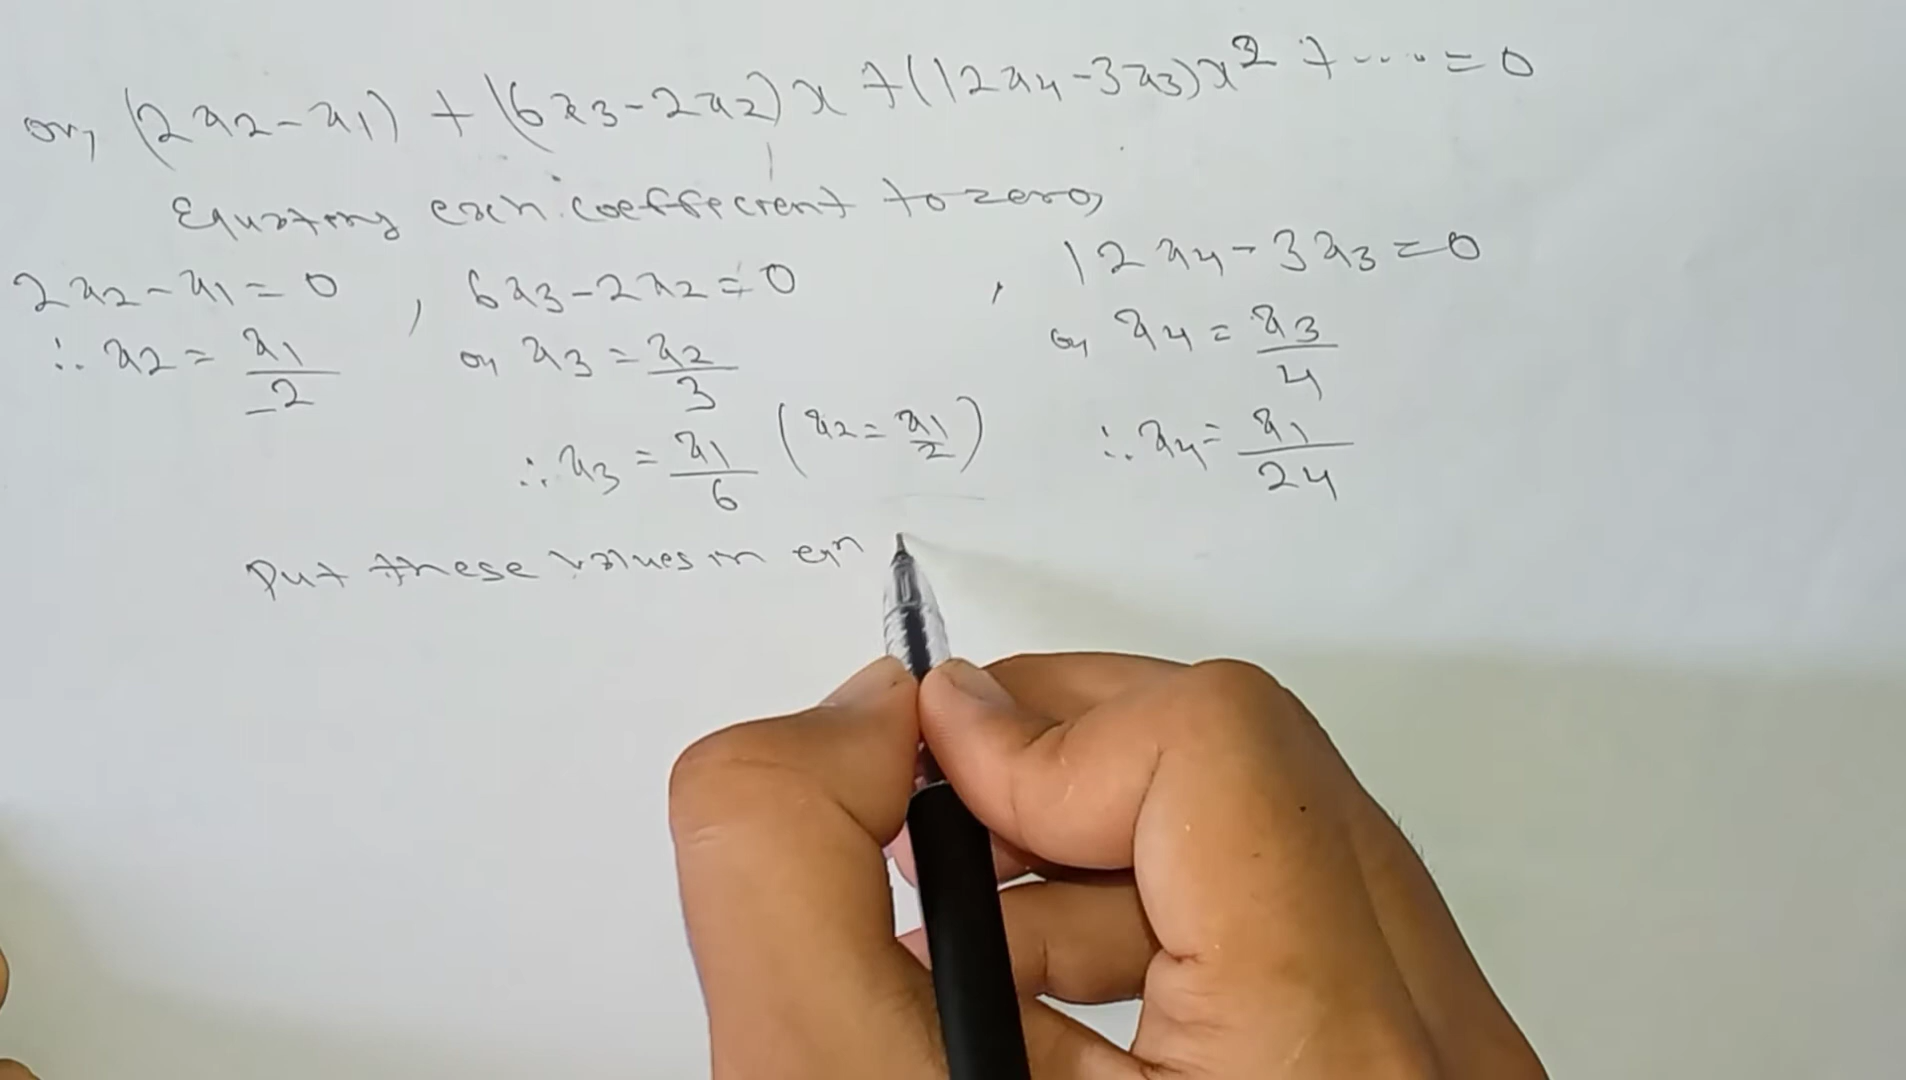 or, (2a2-a1) + (6a3-2a2)x + (12a4-3a3)x² + ..... = 0
Equating each coeffecient to zero,
2a2-a1=0 , 6a3-2a2=0 , 12a4-3a3=0
∴ a2 = a1/2 or a3 = a2/3 or a4 = a3/4
∴ a3 = a1/6 (a2 = a1/2) ∴ a4 = a1/24
Put these values in eqn